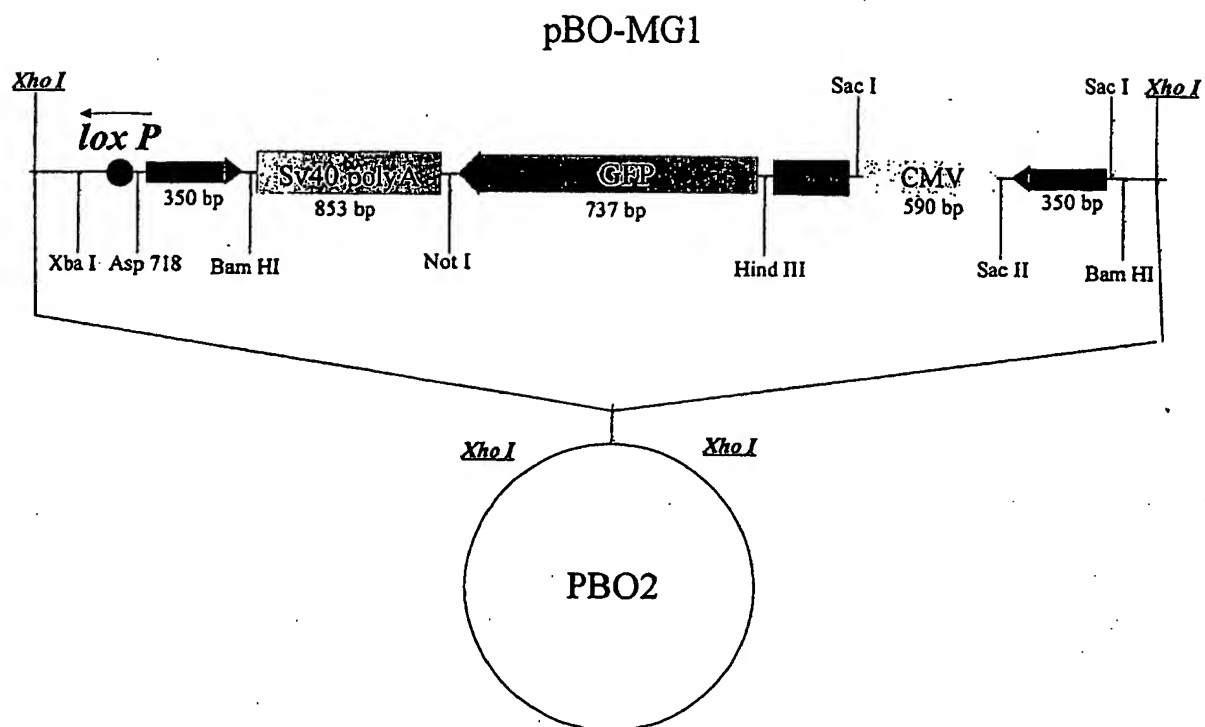 pBO-MG1
Xho I
lox P
Sac I
Sac I
Xho I
350 bp
Sv40 polyA
853 bp
GFP
737 bp
CMV
590 bp
350 bp
Xba I
Asp 718
Bam HI
Not I
Hind III
Sac II
Bam HI
Xho I
Xho I
PBO2